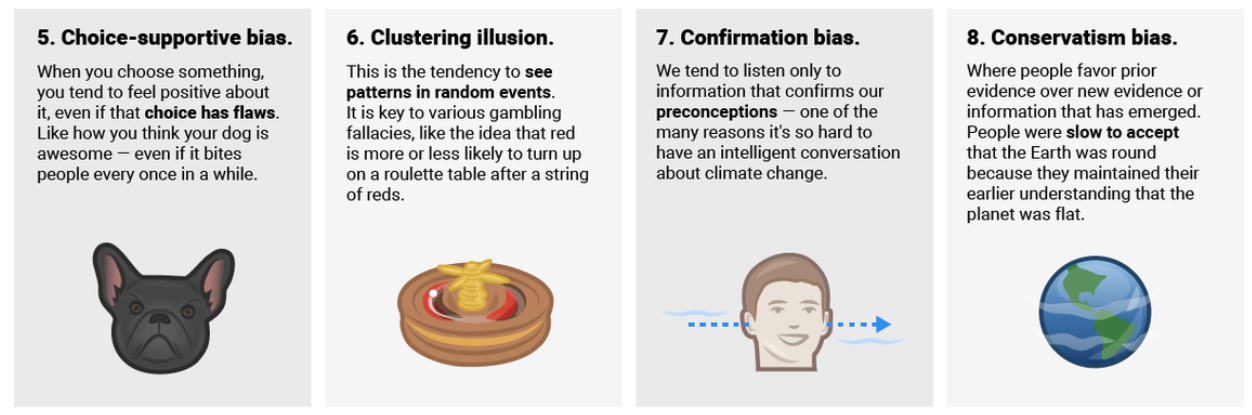 5. Choice-supportive bias.
When you choose something,
you tend to feel positive about
it, even if that choice has flaws.
Like how you think your dog is
awesome — even if it bites
people every once in a while.
6. Clustering illusion.
This is the tendency to see
patterns in random events.
It is key to various gambling
fallacies, like the idea that red
is more or less likely to turn up
on a roulette table after a string
of reds.
7. Confirmation bias.
We tend to listen only to
information that confirms our
preconceptions — one of the
many reasons it's so hard to
have an intelligent conversation
about climate change.
8. Conservatism bias.
Where people favor prior
evidence over new evidence or
information that has emerged.
People were slow to accept
that the Earth was round
because they maintained their
earlier understanding that the
planet was flat.